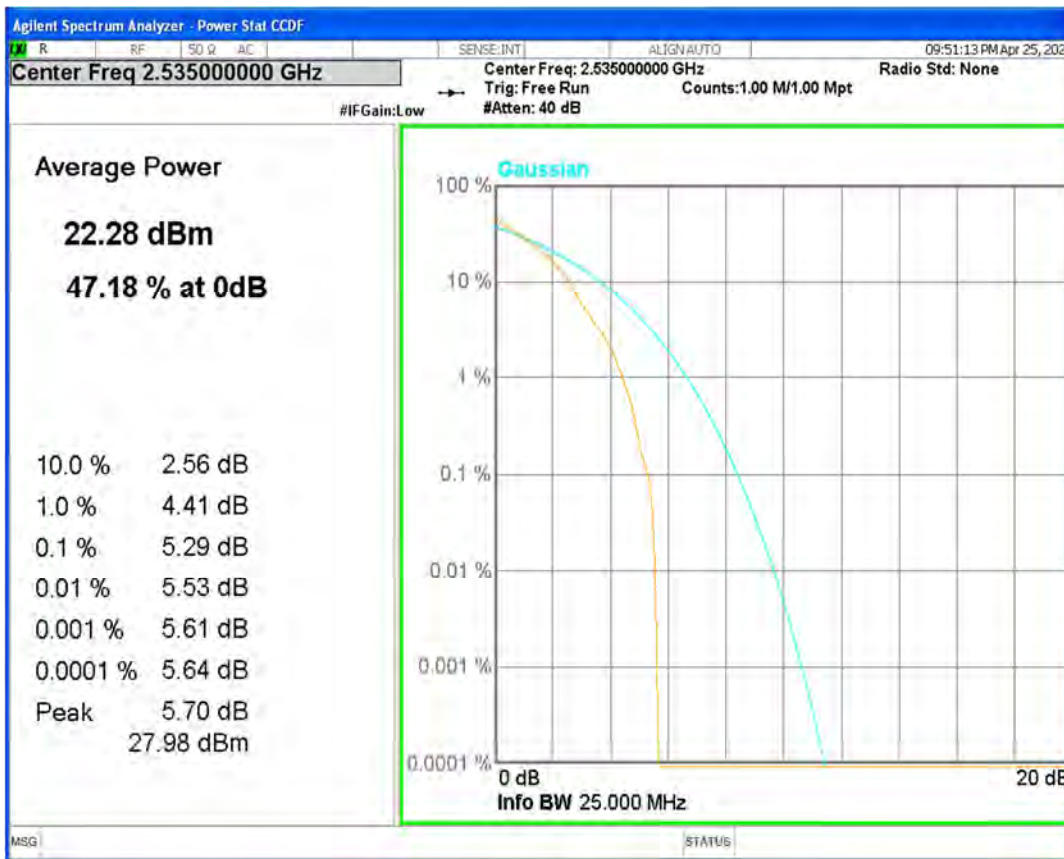 Agilent Spectrum Analyzer - Power Stat CCDF
LXI R RF 50 Ω AC SENSE:INT ALIGN AUTO 09:51:13 PM Apr 25, 202
Center Freq 2.535000000 GHz
Center Freq: 2.535000000 GHz Radio Std: None
Trig: Free Run Counts:1.00 M/1.00 Mpt
#IFGain:Low #Atten: 40 dB
Average Power
22.28 dBm
47.18 % at 0dB
10.0 % 2.56 dB
1.0 % 4.41 dB
0.1 % 5.29 dB
0.01 % 5.53 dB
0.001 % 5.61 dB
0.0001 % 5.64 dB
Peak 5.70 dB
27.98 dBm
Gaussian
100 %
10 %
1 %
0.1 %
0.01 %
0.001 %
0.0001 %
0 dB 20 dB
Info BW 25.000 MHz
MSG STATUS